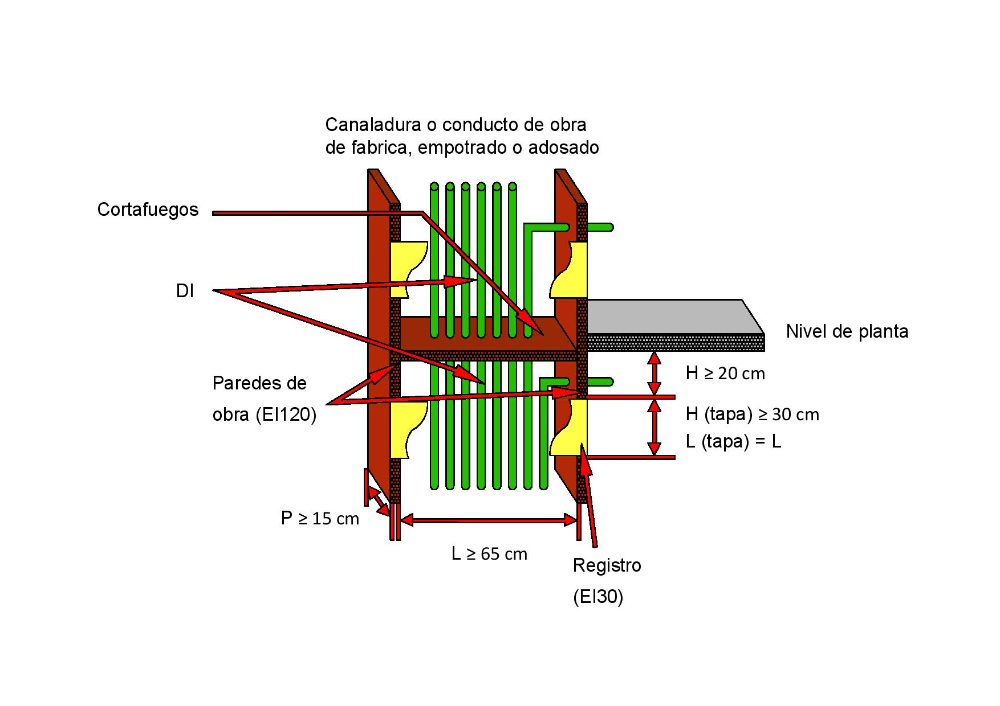 Canaladura o conducto de obra
de fabrica, empotrado o adosado
Cortafuegos
DI
Nivel de planta
H ≥ 20 cm
Paredes de
obra (EI120)
H (tapa) ≥ 30 cm
L (tapa) = L
P ≥ 15 cm
L ≥ 65 cm
Registro
(EI30)